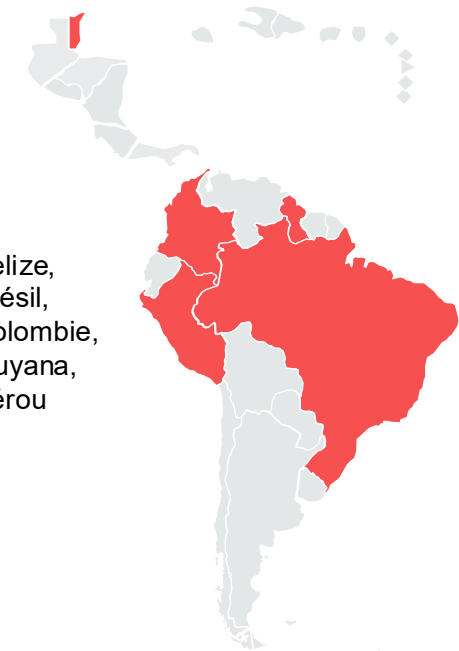 elize,
ésil,
olombie,
uyana,
érou